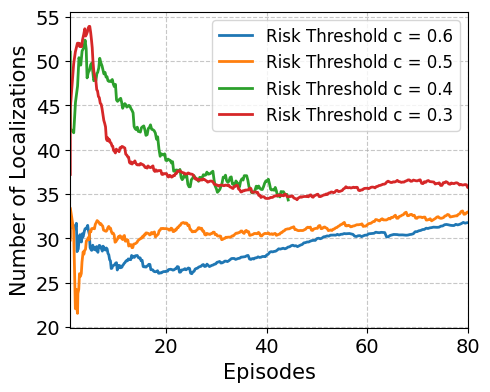 Risk Threshold c = 0.6
Risk Threshold c = 0.5
Risk Threshold c = 0.4
Risk Threshold c = 0.3
Number of Localizations
55
50
45
40
35
30
25
20
20 40 60 80
Episodes